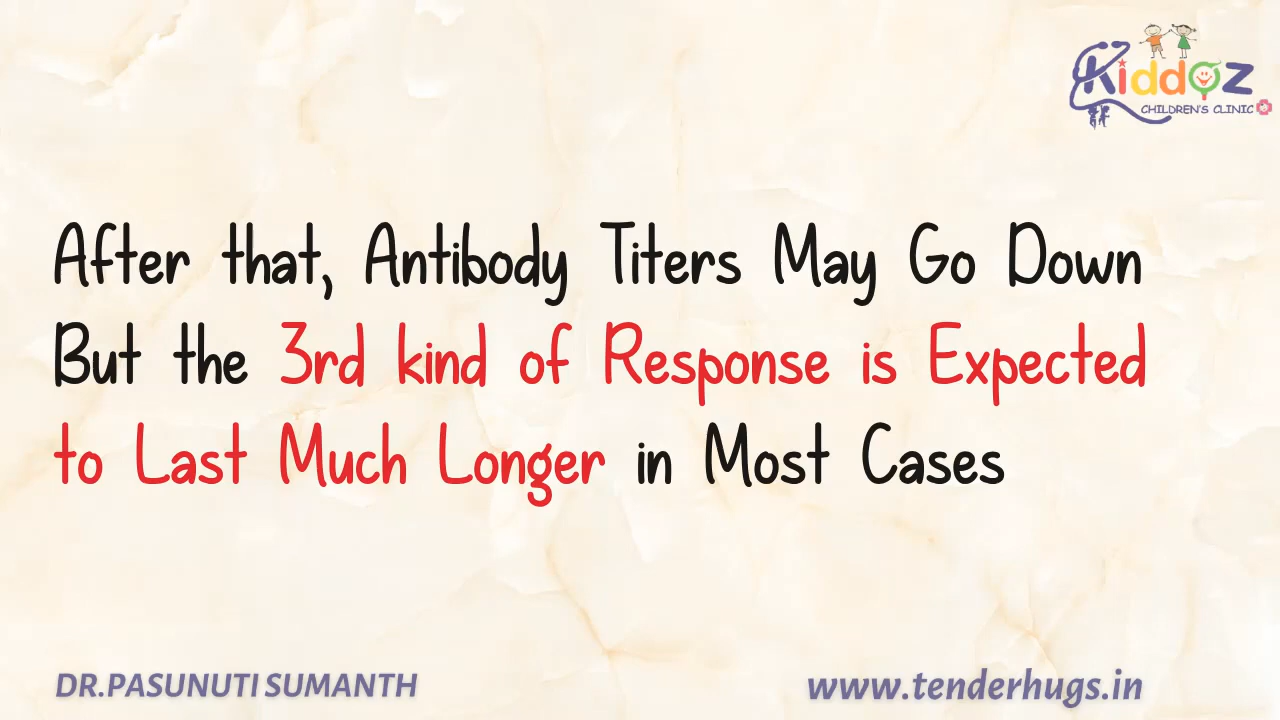 Kiddoz
CHILDREN'S CLINIC
After that, Antibody Titers May Go Down
But the 3rd kind of Response is Expected
to Last Much Longer in Most Cases
DR.PASUNUTI SUMANTH
www.tenderhugs.in